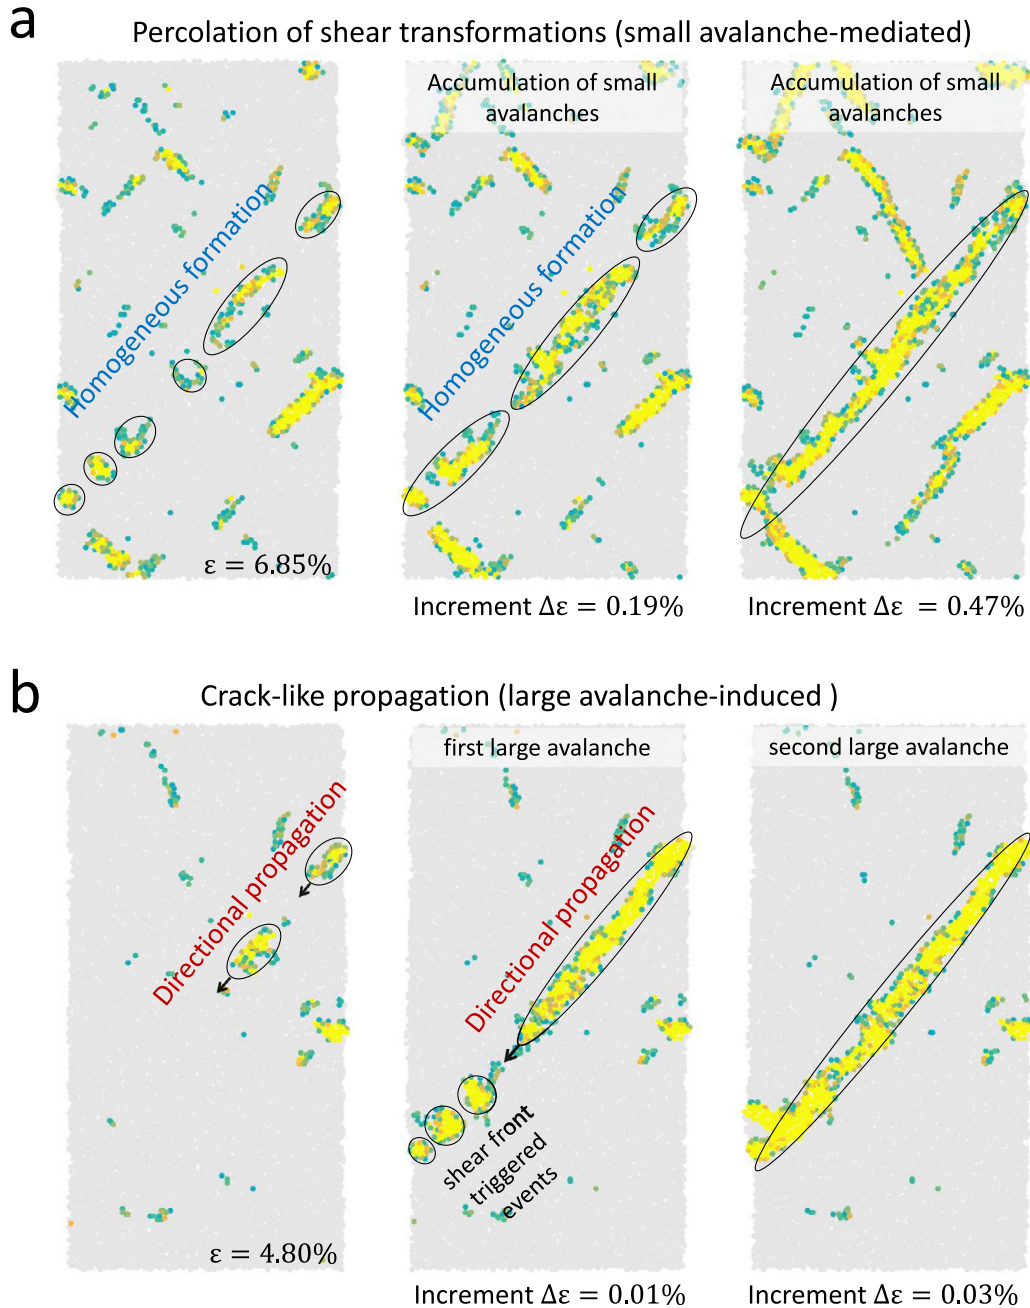 a
Percolation of shear transformations (small avalanche-mediated)
Accumulation of small
avalanches
Accumulation of small
avalanches
Homogeneous formation
Homogeneous formation
ε = 6.85%
Increment Δε = 0.19%
Increment Δε = 0.47%
b
Crack-like propagation (large avalanche-induced )
first large avalanche
second large avalanche
Directional propagation
Directional propagation
shear front
triggered
events
ε = 4.80%
Increment Δε = 0.01%
Increment Δε = 0.03%